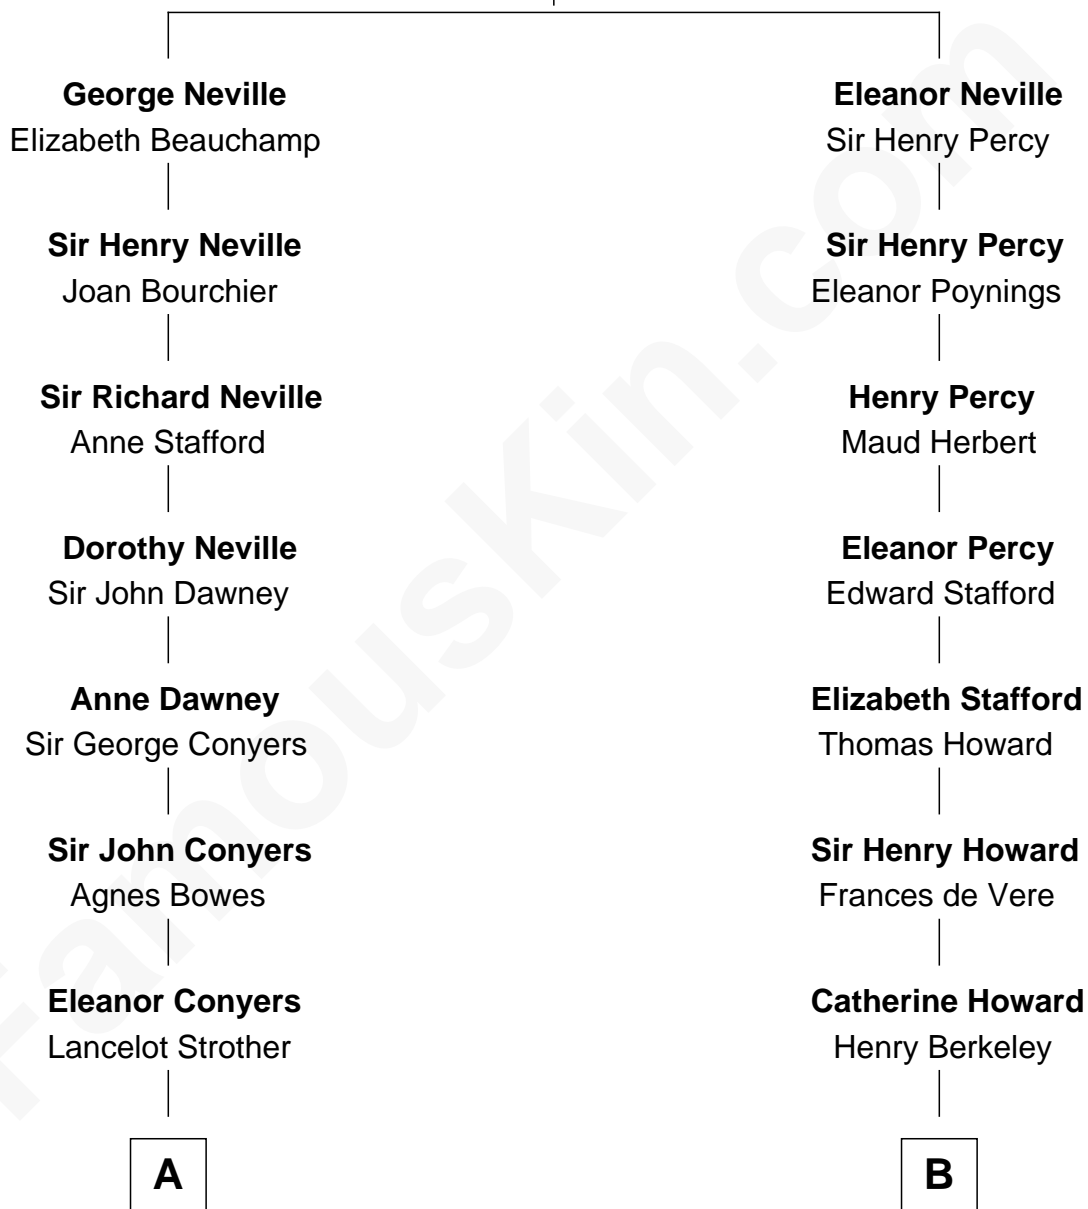 George Neville
Elizabeth Beauchamp
Sir Henry Neville
Joan Bourchier
Sir Richard Neville
Anne Stafford
Dorothy Neville
Sir John Dawney
Anne Dawney
Sir George Conyers
Sir John Conyers
Agnes Bowes
Eleanor Conyers
Lancelot Strother
A
Eleanor Neville
Sir Henry Percy
Sir Henry Percy
Eleanor Poynings
Henry Percy
Maud Herbert
Eleanor Percy
Edward Stafford
Elizabeth Stafford
Thomas Howard
Sir Henry Howard
Frances de Vere
Catherine Howard
Henry Berkeley
B
FamousKin.com